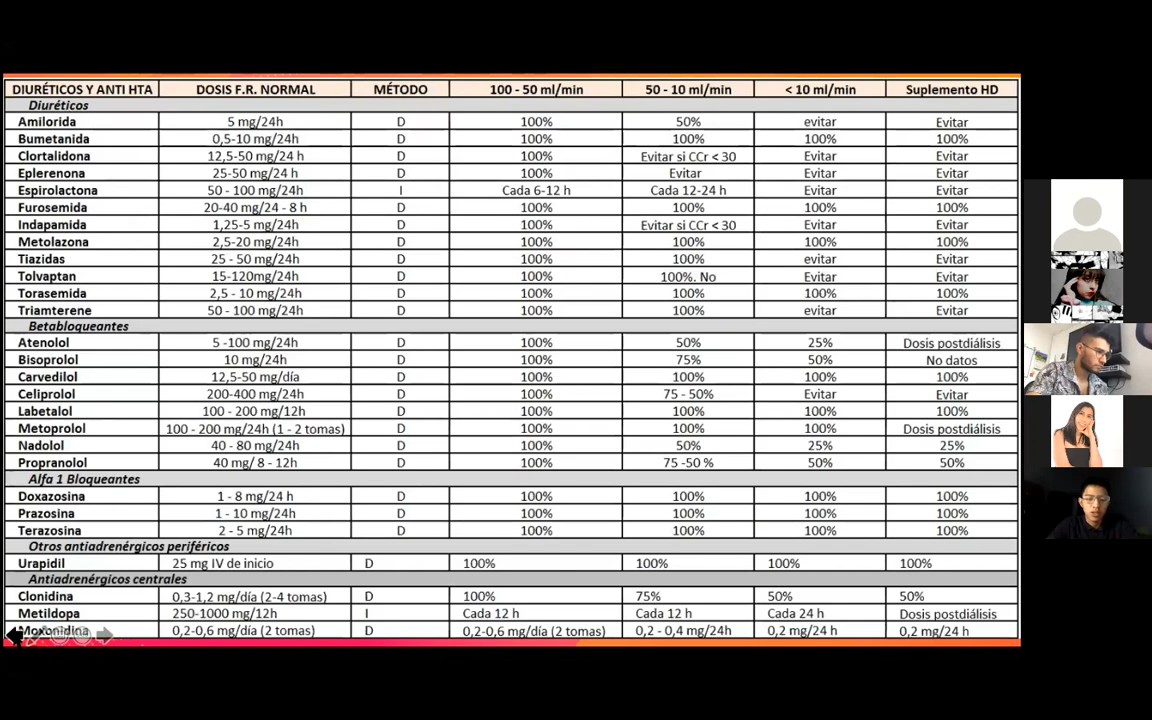 DIURÉTICOS Y ANTI HTA DOSIS F.R. NORMAL MÉTODO 100 - 50 ml/min 50 - 10 ml/min < 10 ml/min Suplemento HD
Diuréticos
Amilorida 5 mg/24h D 100% 50% evitar Evitar
Bumetanida 0,5-10 mg/24h D 100% 100% 100% 100%
Clortalidona 12,5-50 mg/24 h D 100% Evitar si CCr < 30 Evitar Evitar
Eplerenona 25-50 mg/24 h D 100% Evitar Evitar Evitar
Espirolactona 50 - 100 mg/24h I Cada 6-12 h Cada 12-24 h Evitar Evitar
Furosemida 20-40 mg/24 - 8 h D 100% 100% 100% 100%
Indapamida 1,25-5 mg/24h D 100% Evitar si CCr < 30 Evitar Evitar
Metolazona 2,5-20 mg/24h D 100% 100% 100% 100%
Tiazidas 25 - 50 mg/24h D 100% 100% evitar Evitar
Tolvaptan 15-120mg/24h D 100% 100%. No Evitar Evitar
Torasemida 2,5 - 10 mg/24h D 100% 100% 100% 100%
Triamterene 50 - 100 mg/24h D 100% 100% evitar Evitar
Betabloqueantes
Atenolol 5 -100 mg/24h D 100% 50% 25% Dosis postdiálisis
Bisoprolol 10 mg/24h D 100% 75% 50% No datos
Carvedilol 12,5-50 mg/día D 100% 100% 100% 100%
Celiprolol 200-400 mg/24h D 100% 75 - 50% Evitar Evitar
Labetalol 100 - 200 mg/12h D 100% 100% 100% 100%
Metoprolol 100 - 200 mg/24h (1 - 2 tomas) D 100% 100% 100% Dosis postdiálisis
Nadolol 40 - 80 mg/24h D 100% 50% 25% 25%
Propranolol 40 mg/ 8 - 12h D 100% 75 -50 % 50% 50%
Alfa 1 Bloqueantes
Doxazosina 1 - 8 mg/24 h D 100% 100% 100% 100%
Prazosina 1 - 10 mg/24h D 100% 100% 100% 100%
Terazosina 2 - 5 mg/24h D 100% 100% 100% 100%
Otros antiadrenérgicos periféricos
Urapidil 25 mg IV de inicio D 100% 100% 100% 100%
Antiadrenérgicos centrales
Clonidina 0,3-1,2 mg/día (2-4 tomas) D 100% 75% 50% 50%
Metildopa 250-1000 mg/12h I Cada 12 h Cada 12 h Cada 24 h Dosis postdiálisis
Moxonidina 0,2-0,6 mg/día (2 tomas) D 0,2-0,6 mg/día (2 tomas) 0,2 - 0,4 mg/24h 0,2 mg/24 h 0,2 mg/24 h